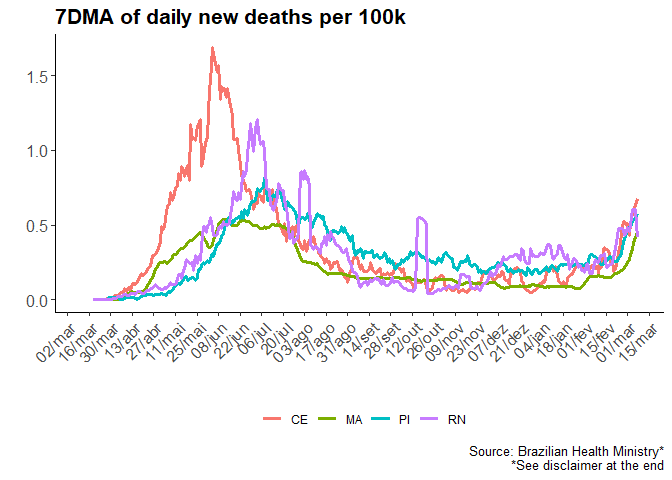 7DMA of daily new deaths per 100k
1.5
1.0
0.5
0.0
02/mar
16/mar
30/mar
13/abr
27/abr
11/mai
25/mai
08/jun
22/jun
06/jul
20/jul
03/ago
17/ago
31/ago
14/set
28/set
12/out
26/out
09/nov
23/nov
07/dez
21/dez
04/jan
18/jan
01/fev
15/fev
01/mar
15/mar
CE MA PI RN
Source: Brazilian Health Ministry*
*See disclaimer at the end